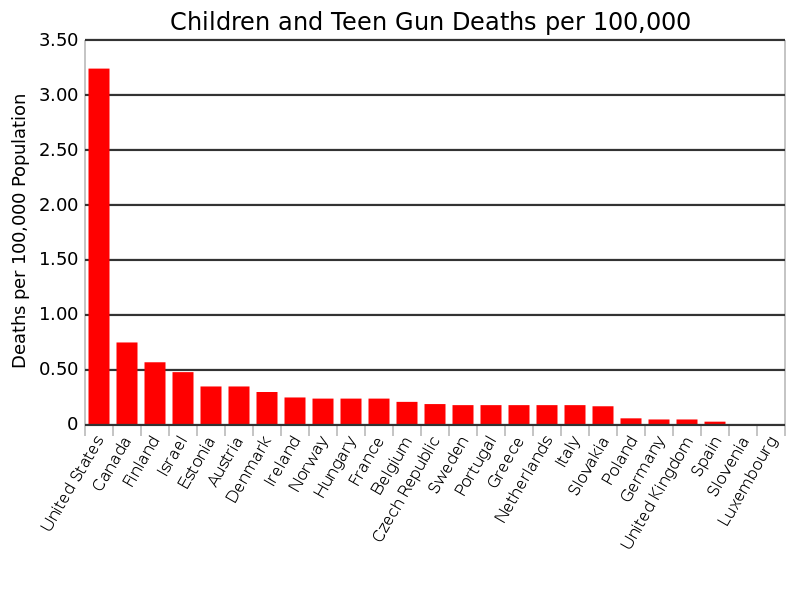 Children and Teen Gun Deaths per 100,000
Deaths per 100,000 Population
3.50
3.00
2.50
2.00
1.50
1.00
0.50
0
United States
Canada
Finland
Israel
Estonia
Austria
Denmark
Ireland
Norway
Hungary
France
Belgium
Czech Republic
Sweden
Portugal
Greece
Netherlands
Italy
Slovakia
Poland
Germany
United Kingdom
Spain
Slovenia
Luxembourg